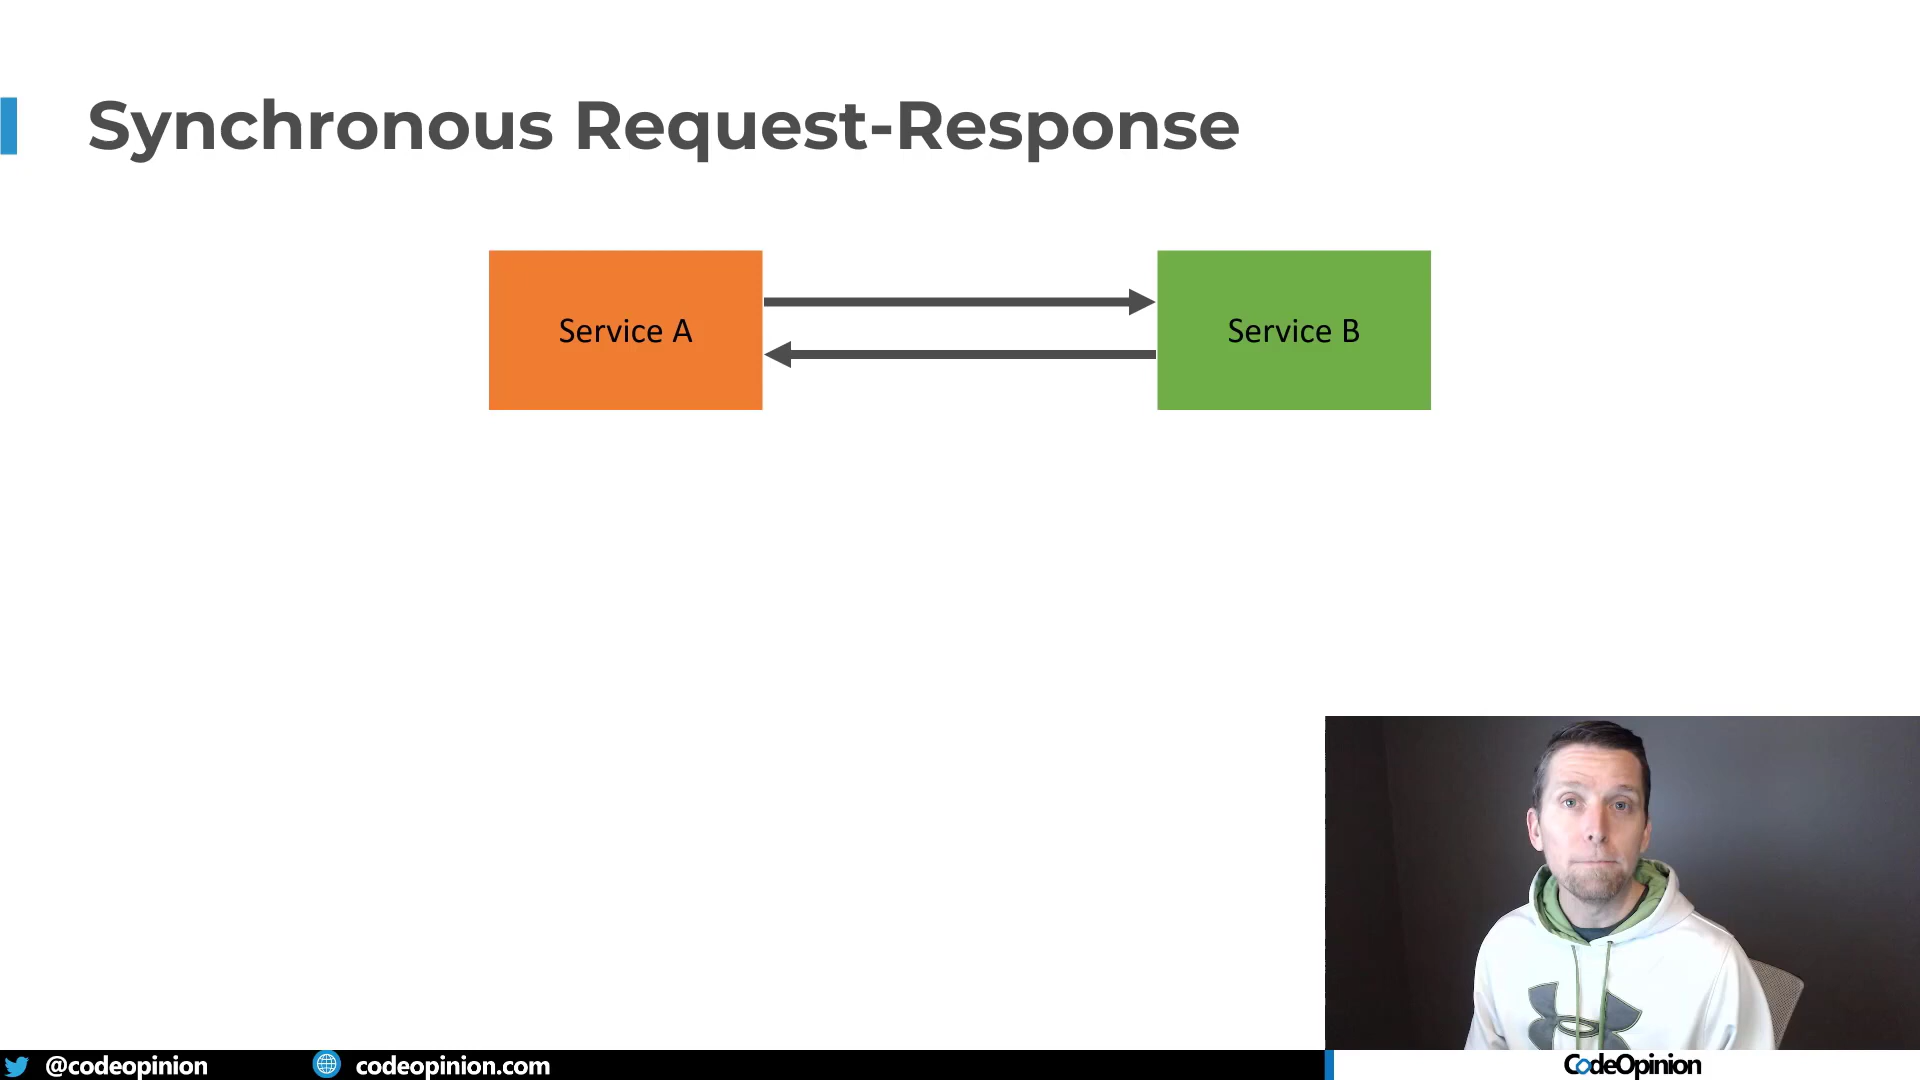 Synchronous Request-Response
Service A
Service B
@codeopinion
codeopinion.com
CodeOpinion